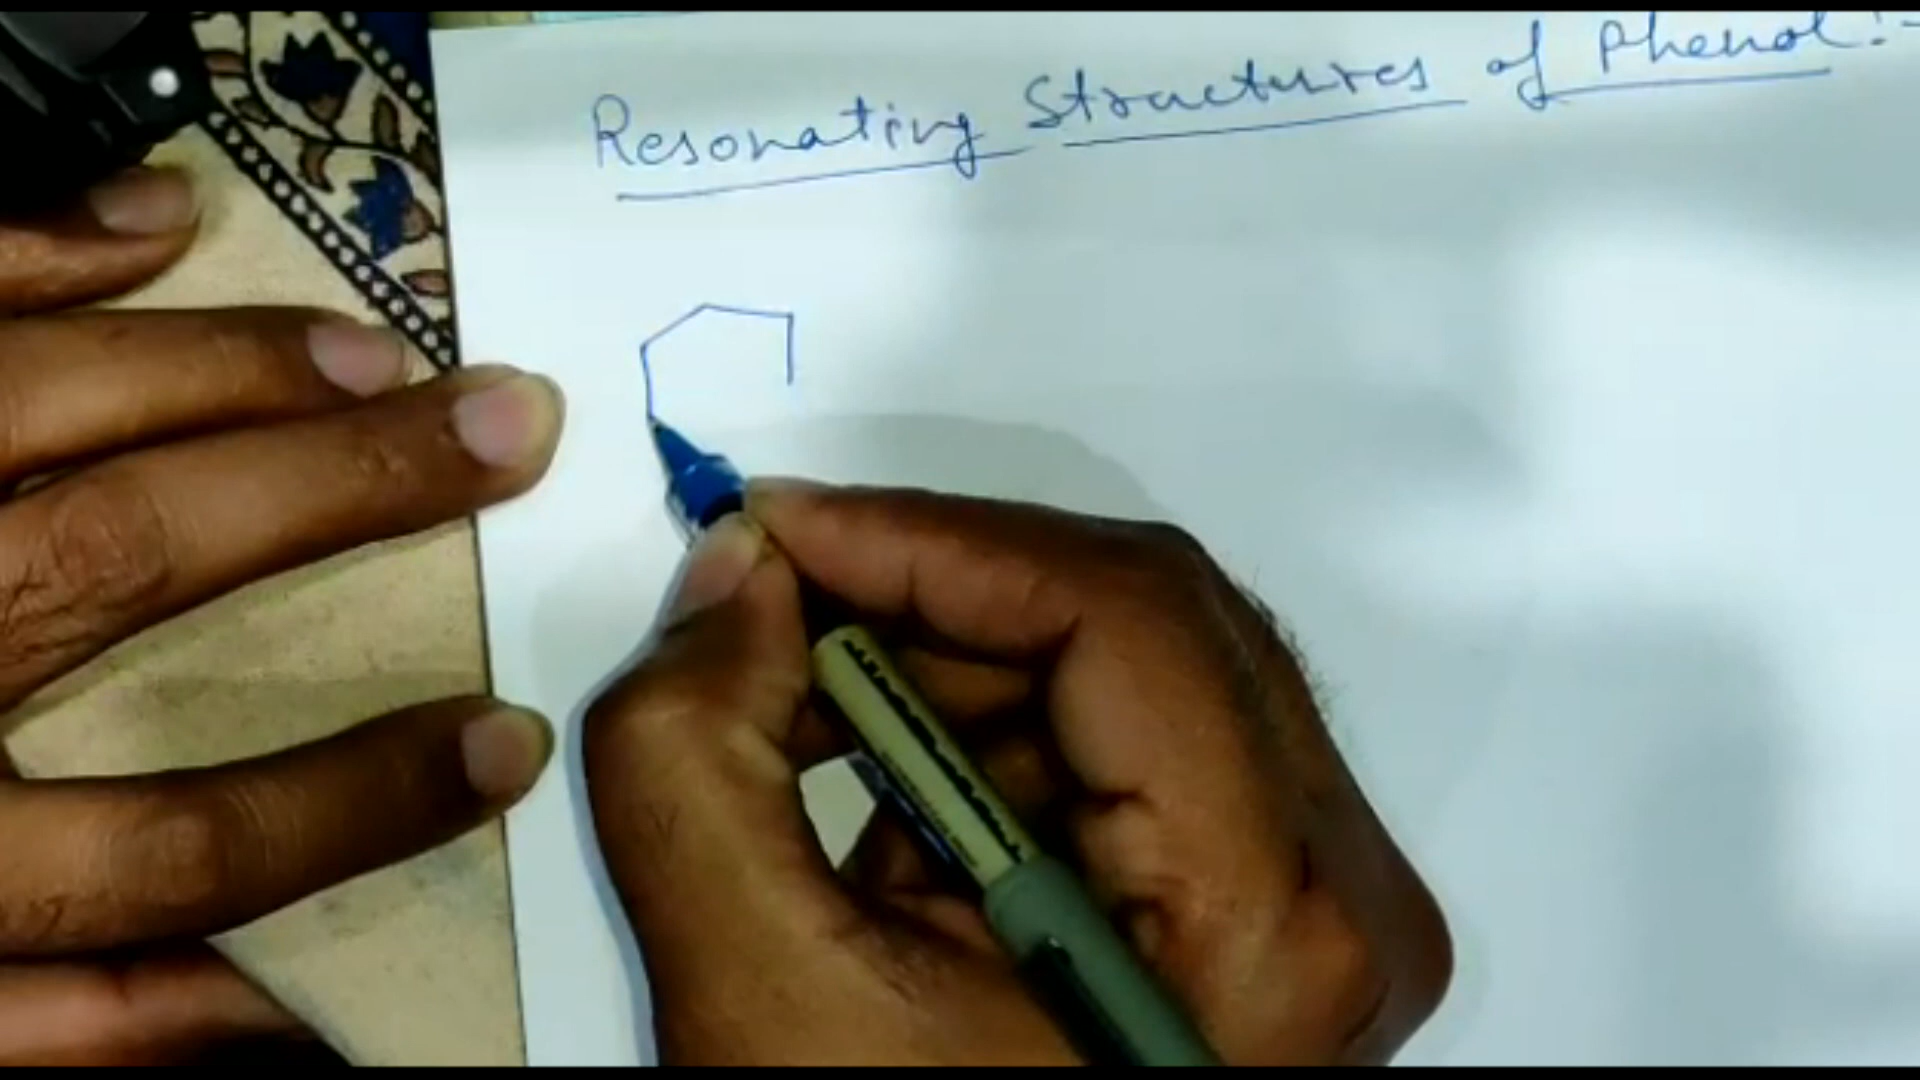 Resonating Structures of Phenol:-